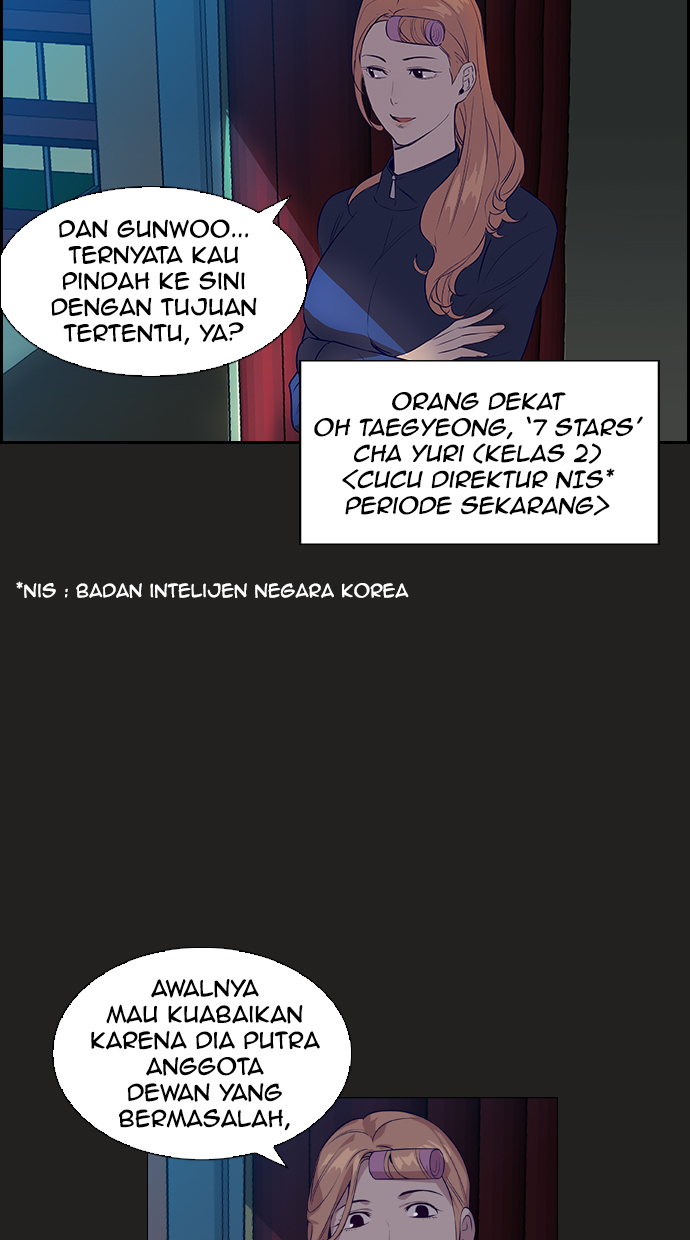 DAN GUNWOO...
TERNYATA KAU
PINDAH KE SINI
DENGAN TUJUAN
TERTENTU, YA?
ORANG DEKAT
OH TAEGYEONG, '7 STARS'
CHA YURI (KELAS 2)
<CUCU DIREKTUR NIS*
PERIODE SEKARANG>
*NIS : BADAN INTELIJEN NEGARA KOREA
AWALNYA
MAU KUABAIKAN
KARENA DIA PUTRA
ANGGOTA
DEWAN YANG
BERMASALAH,